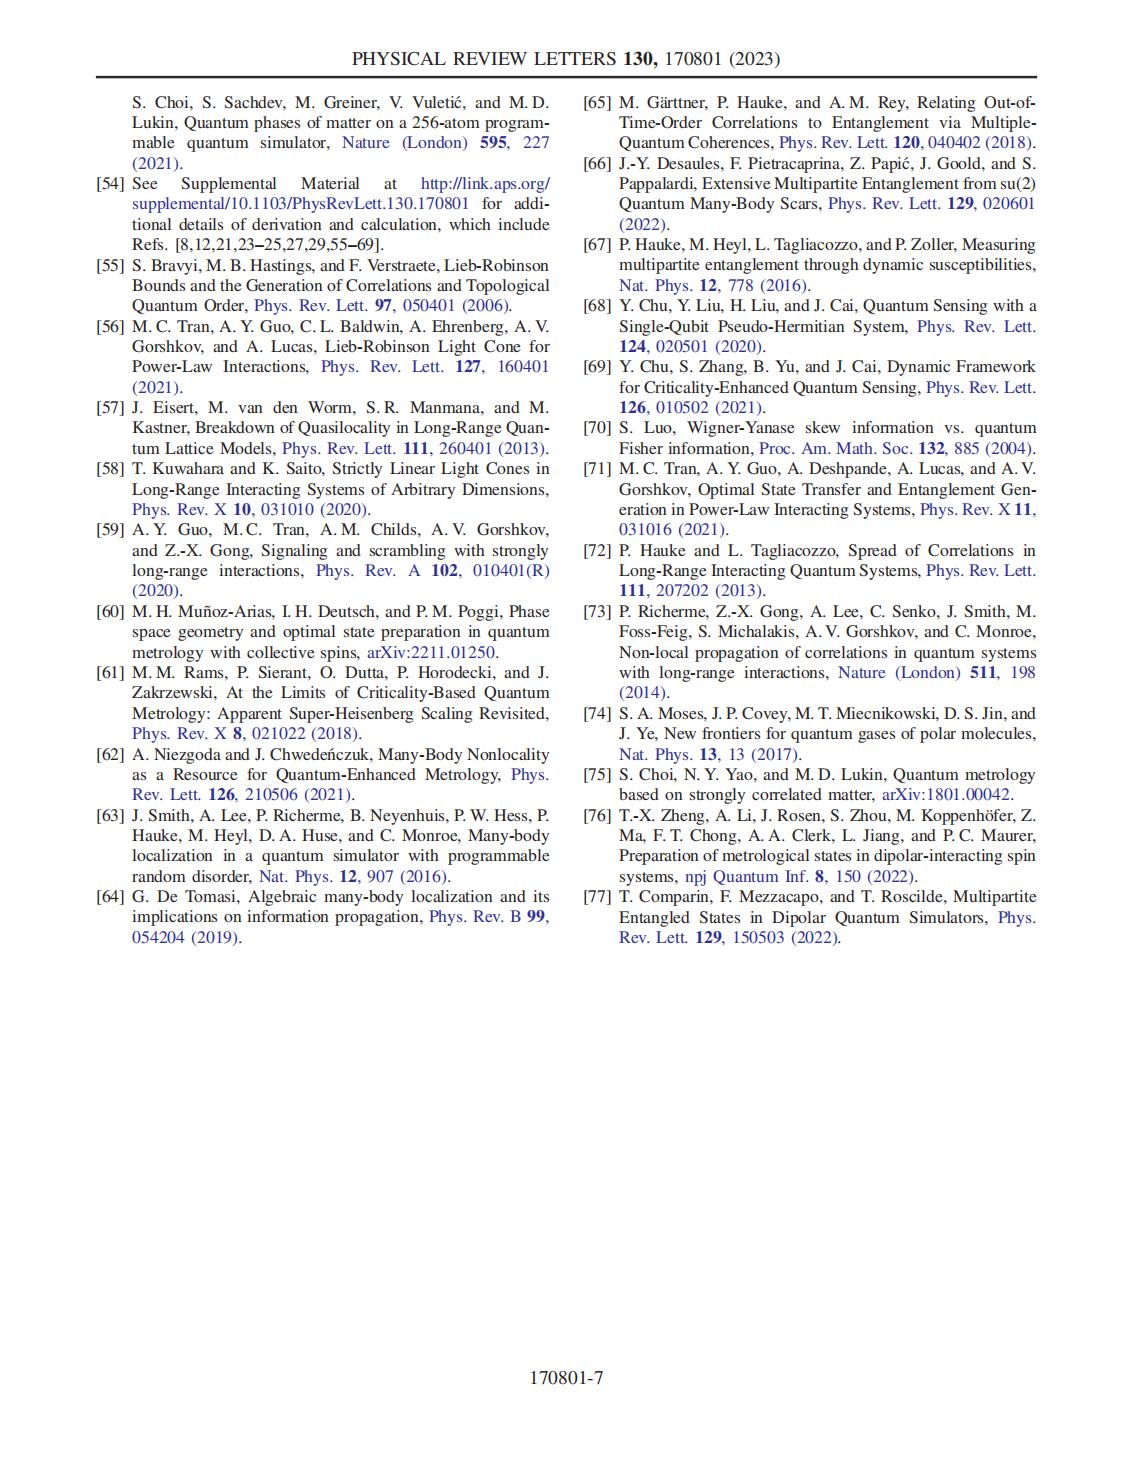 PHYSICAL REVIEW LETTERS 130, 170801 (2023)
S. Choi, S. Sachdev, M. Greiner, V. Vuletić, and M. D.
Lukin, Quantum phases of matter on a 256-atom program-
mable quantum simulator, Nature (London) 595, 227
(2021).
[54] See Supplemental Material at http://link.aps.org/
supplemental/10.1103/PhysRevLett.130.170801 for addi-
tional details of derivation and calculation, which include
Refs. [8,12,21,23–25,27,29,55–69].
[55] S. Bravyi, M. B. Hastings, and F. Verstraete, Lieb-Robinson
Bounds and the Generation of Correlations and Topological
Quantum Order, Phys. Rev. Lett. 97, 050401 (2006).
[56] M. C. Tran, A. Y. Guo, C. L. Baldwin, A. Ehrenberg, A. V.
Gorshkov, and A. Lucas, Lieb-Robinson Light Cone for
Power-Law Interactions, Phys. Rev. Lett. 127, 160401
(2021).
[57] J. Eisert, M. van den Worm, S. R. Manmana, and M.
Kastner, Breakdown of Quasilocality in Long-Range Quan-
tum Lattice Models, Phys. Rev. Lett. 111, 260401 (2013).
[58] T. Kuwahara and K. Saito, Strictly Linear Light Cones in
Long-Range Interacting Systems of Arbitrary Dimensions,
Phys. Rev. X 10, 031010 (2020).
[59] A. Y. Guo, M. C. Tran, A. M. Childs, A. V. Gorshkov,
and Z.-X. Gong, Signaling and scrambling with strongly
long-range interactions, Phys. Rev. A 102, 010401(R)
(2020).
[60] M. H. Muñoz-Arias, I. H. Deutsch, and P. M. Poggi, Phase
space geometry and optimal state preparation in quantum
metrology with collective spins, arXiv:2211.01250.
[61] M. M. Rams, P. Sierant, O. Dutta, P. Horodecki, and J.
Zakrzewski, At the Limits of Criticality-Based Quantum
Metrology: Apparent Super-Heisenberg Scaling Revisited,
Phys. Rev. X 8, 021022 (2018).
[62] A. Niezgoda and J. Chwedeńczuk, Many-Body Nonlocality
as a Resource for Quantum-Enhanced Metrology, Phys.
Rev. Lett. 126, 210506 (2021).
[63] J. Smith, A. Lee, P. Richerme, B. Neyenhuis, P. W. Hess, P.
Hauke, M. Heyl, D. A. Huse, and C. Monroe, Many-body
localization in a quantum simulator with programmable
random disorder, Nat. Phys. 12, 907 (2016).
[64] G. De Tomasi, Algebraic many-body localization and its
implications on information propagation, Phys. Rev. B 99,
054204 (2019).
[65] M. Gärttner, P. Hauke, and A. M. Rey, Relating Out-of-
Time-Order Correlations to Entanglement via Multiple-
Quantum Coherences, Phys. Rev. Lett. 120, 040402 (2018).
[66] J.-Y. Desaules, F. Pietracaprina, Z. Papić, J. Goold, and S.
Pappalardi, Extensive Multipartite Entanglement from su(2)
Quantum Many-Body Scars, Phys. Rev. Lett. 129, 020601
(2022).
[67] P. Hauke, M. Heyl, L. Tagliacozzo, and P. Zoller, Measuring
multipartite entanglement through dynamic susceptibilities,
Nat. Phys. 12, 778 (2016).
[68] Y. Chu, Y. Liu, H. Liu, and J. Cai, Quantum Sensing with a
Single-Qubit Pseudo-Hermitian System, Phys. Rev. Lett.
124, 020501 (2020).
[69] Y. Chu, S. Zhang, B. Yu, and J. Cai, Dynamic Framework
for Criticality-Enhanced Quantum Sensing, Phys. Rev. Lett.
126, 010502 (2021).
[70] S. Luo, Wigner-Yanase skew information vs. quantum
Fisher information, Proc. Am. Math. Soc. 132, 885 (2004).
[71] M. C. Tran, A. Y. Guo, A. Deshpande, A. Lucas, and A. V.
Gorshkov, Optimal State Transfer and Entanglement Gen-
eration in Power-Law Interacting Systems, Phys. Rev. X 11,
031016 (2021).
[72] P. Hauke and L. Tagliacozzo, Spread of Correlations in
Long-Range Interacting Quantum Systems, Phys. Rev. Lett.
111, 207202 (2013).
[73] P. Richerme, Z.-X. Gong, A. Lee, C. Senko, J. Smith, M.
Foss-Feig, S. Michalakis, A. V. Gorshkov, and C. Monroe,
Non-local propagation of correlations in quantum systems
with long-range interactions, Nature (London) 511, 198
(2014).
[74] S. A. Moses, J. P. Covey, M. T. Miecnikowski, D. S. Jin, and
J. Ye, New frontiers for quantum gases of polar molecules,
Nat. Phys. 13, 13 (2017).
[75] S. Choi, N. Y. Yao, and M. D. Lukin, Quantum metrology
based on strongly correlated matter, arXiv:1801.00042.
[76] T.-X. Zheng, A. Li, J. Rosen, S. Zhou, M. Koppenhöfer, Z.
Ma, F. T. Chong, A. A. Clerk, L. Jiang, and P. C. Maurer,
Preparation of metrological states in dipolar-interacting spin
systems, npj Quantum Inf. 8, 150 (2022).
[77] T. Comparin, F. Mezzacapo, and T. Roscilde, Multipartite
Entangled States in Dipolar Quantum Simulators, Phys.
Rev. Lett. 129, 150503 (2022).
170801-7